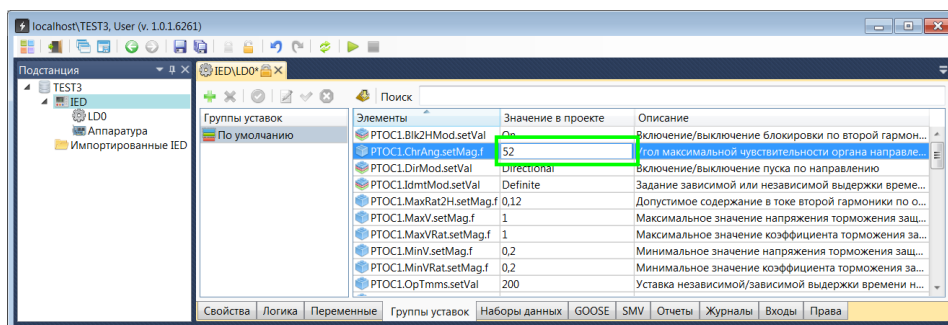 localhost\TEST3, User (v. 1.0.1.6261)
Подстанция
IED\LD0*
TEST3
IED
LD0
Аппаратура
Импортированные IED
Поиск
Группы уставок
По умолчанию
Элементы Значение в проекте Описание
PTOC1.Blk2HMod.setVal On Включение/выключение блокировки по второй гармон...
PTOC1.ChrAng.setMag.f 52 Угол максимальной чувствительности органа направле...
PTOC1.DirMod.setVal Directional Включение/выключение пуска по направлению
PTOC1.IdmtMod.setVal Definite Задание зависимой или независимой выдержки време...
PTOC1.MaxRat2H.setMag.f 0,12 Допустимое содержание в токе второй гармоники по о...
PTOC1.MaxV.setMag.f 1 Максимальное значение напряжения торможения защ...
PTOC1.MaxVRat.setMag.f 1 Максимальное значение коэффициента торможения за...
PTOC1.MinV.setMag.f 0,2 Минимальное значение напряжения торможения защ...
PTOC1.MinVRat.setMag.f 0,2 Минимальное значение коэффициента торможения за...
PTOC1.OpTmms.setVal 200 Уставка независимой/зависимой выдержки времени н...
Свойства Логика Переменные Группы уставок Наборы данных GOOSE SMV Отчеты Журналы Входы Права